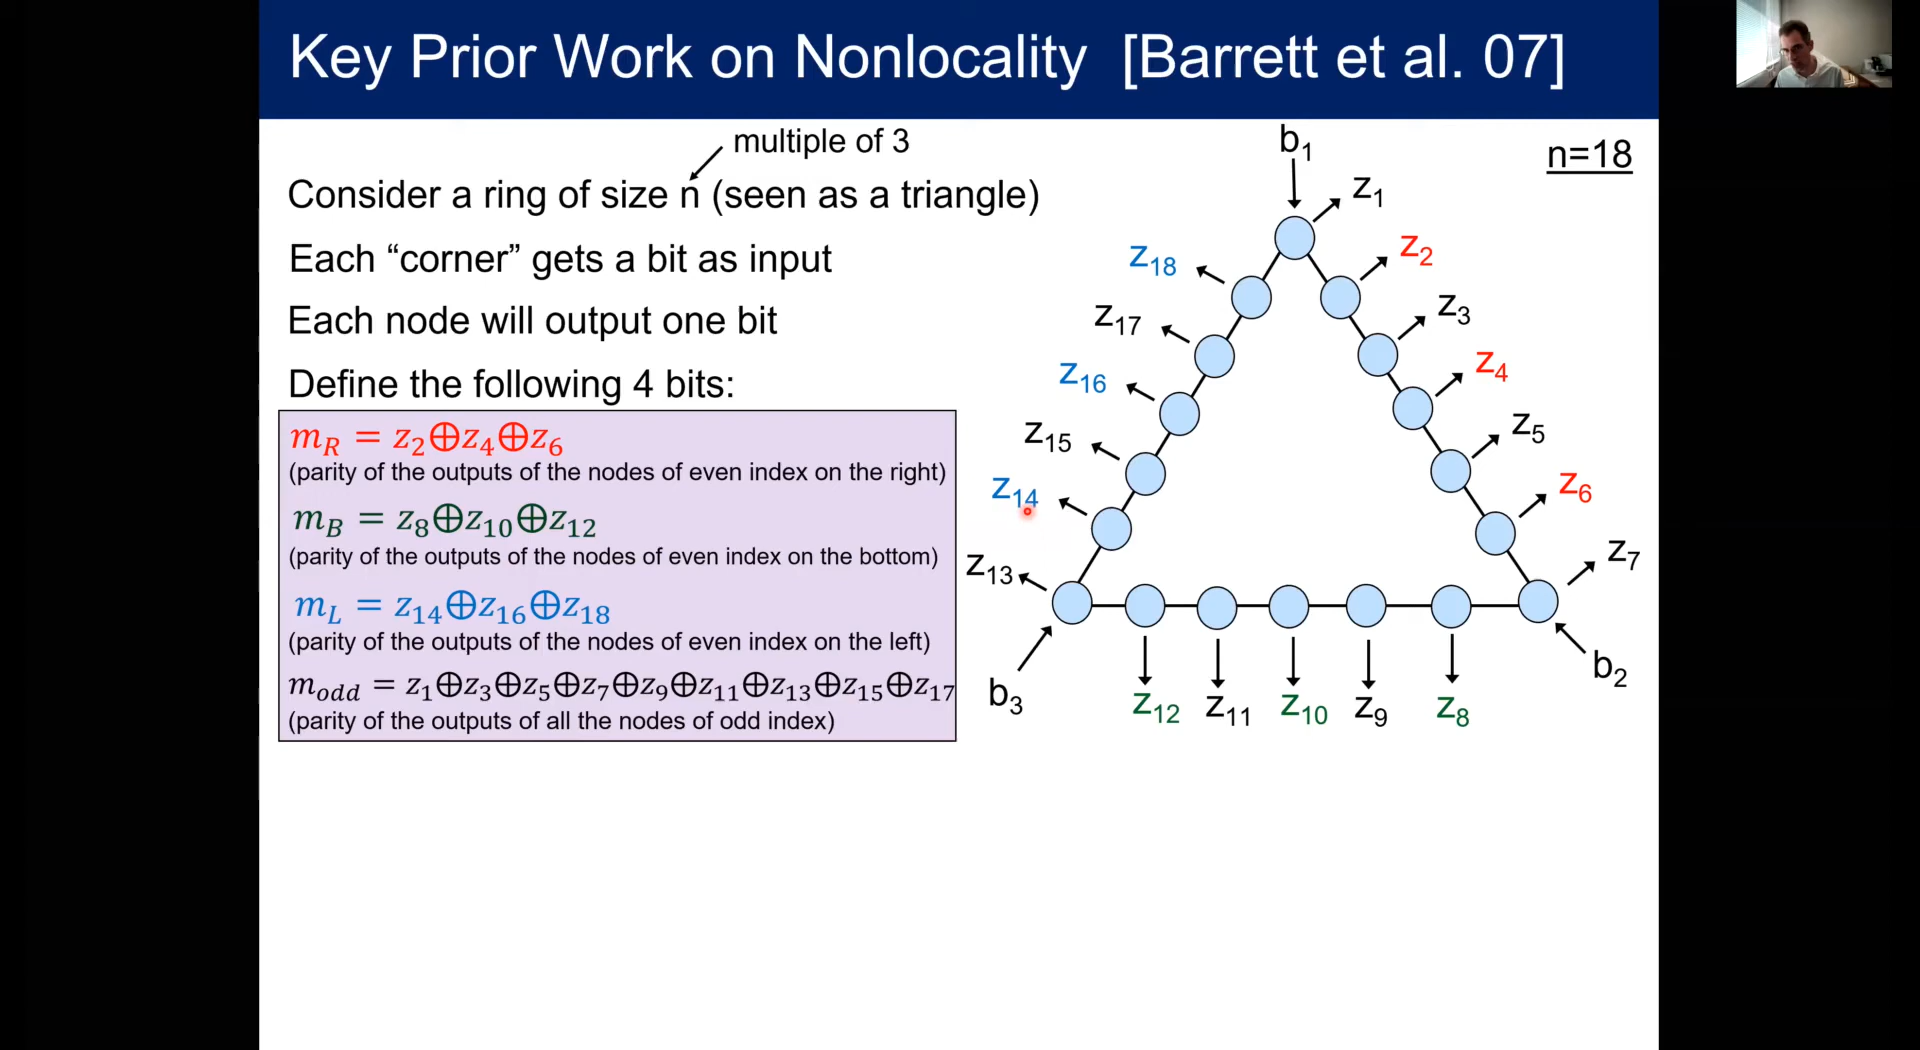 Key Prior Work on Nonlocality [Barrett et al. 07]
multiple of 3
Consider a ring of size n (seen as a triangle)
Each “corner” gets a bit as input
Each node will output one bit
Define the following 4 bits:
m_R = z_2⊕z_4⊕z_6
(parity of the outputs of the nodes of even index on the right)
m_B = z_8⊕z_10⊕z_12
(parity of the outputs of the nodes of even index on the bottom)
m_L = z_14⊕z_16⊕z_18
(parity of the outputs of the nodes of even index on the left)
m_odd = z_1⊕z_3⊕z_5⊕z_7⊕z_9⊕z_11⊕z_13⊕z_15⊕z_17
(parity of the outputs of all the nodes of odd index)
n=18
b_1
z_1
z_2
z_3
z_4
z_5
z_6
z_7
b_2
z_8
z_9
z_10
z_11
z_12
b_3
z_13
z_14
z_15
z_16
z_17
z_18